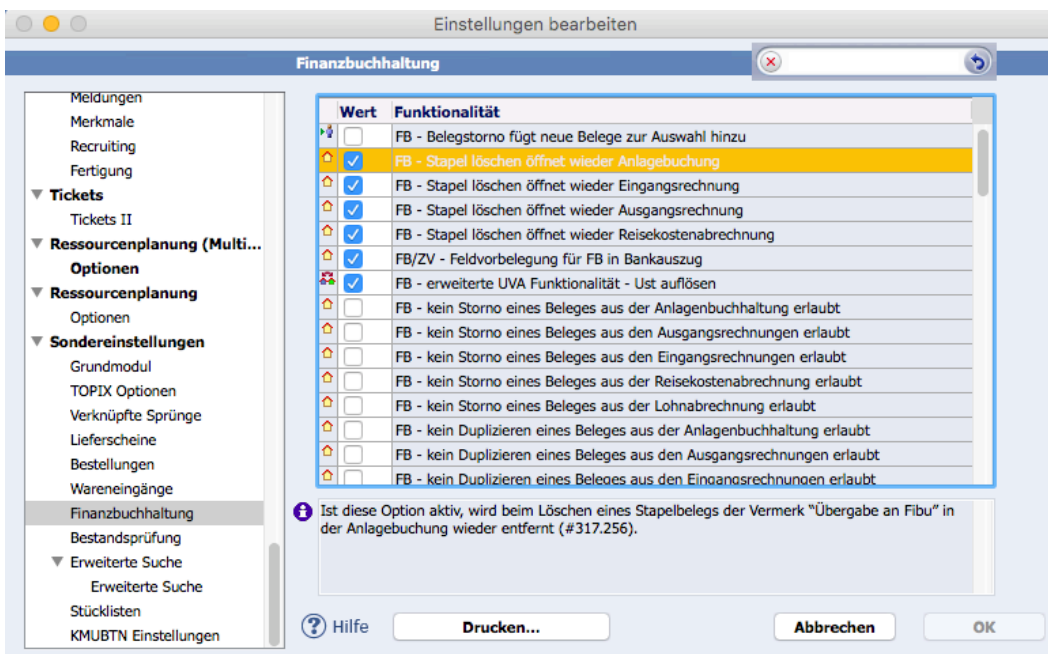 Einstellungen bearbeiten
Finanzbuchhaltung
Meldungen
Merkmale
Recruiting
Fertigung
Tickets
Tickets II
Ressourcenplanung (Multi...
Optionen
Ressourcenplanung
Optionen
Sondereinstellungen
Grundmodul
TOPIX Optionen
Verknüpfte Sprünge
Lieferscheine
Bestellungen
Wareneingänge
Finanzbuchhaltung
Bestandsprüfung
Erweiterte Suche
Erweiterte Suche
Stücklisten
KMUBTN Einstellungen
Wert Funktionalität
FB - Belegstorno fügt neue Belege zur Auswahl hinzu
FB - Stapel löschen öffnet wieder Anlagebuchung
FB - Stapel löschen öffnet wieder Eingangsrechnung
FB - Stapel löschen öffnet wieder Ausgangsrechnung
FB - Stapel löschen öffnet wieder Reisekostenabrechnung
FB/ZV - Feldvorbelegung für FB in Bankauszug
FB - erweiterte UVA Funktionalität - Ust auflösen
FB - kein Storno eines Beleges aus der Anlagenbuchhaltung erlaubt
FB - kein Storno eines Beleges aus den Ausgangsrechnungen erlaubt
FB - kein Storno eines Beleges aus den Eingangsrechnungen erlaubt
FB - kein Storno eines Beleges aus der Reisekostenabrechnung erlaubt
FB - kein Storno eines Beleges aus der Lohnabrechnung erlaubt
FB - kein Duplizieren eines Beleges aus der Anlagenbuchhaltung erlaubt
FB - kein Duplizieren eines Beleges aus den Ausgangsrechnungen erlaubt
FB - kein Duplizieren eines Beleges aus den Eingangsrechnungen erlaubt
Ist diese Option aktiv, wird beim Löschen eines Stapelbelegs der Vermerk "Übergabe an Fibu" in
der Anlagebuchung wieder entfernt (#317.256).
? Hilfe
Drucken...
Abbrechen
OK